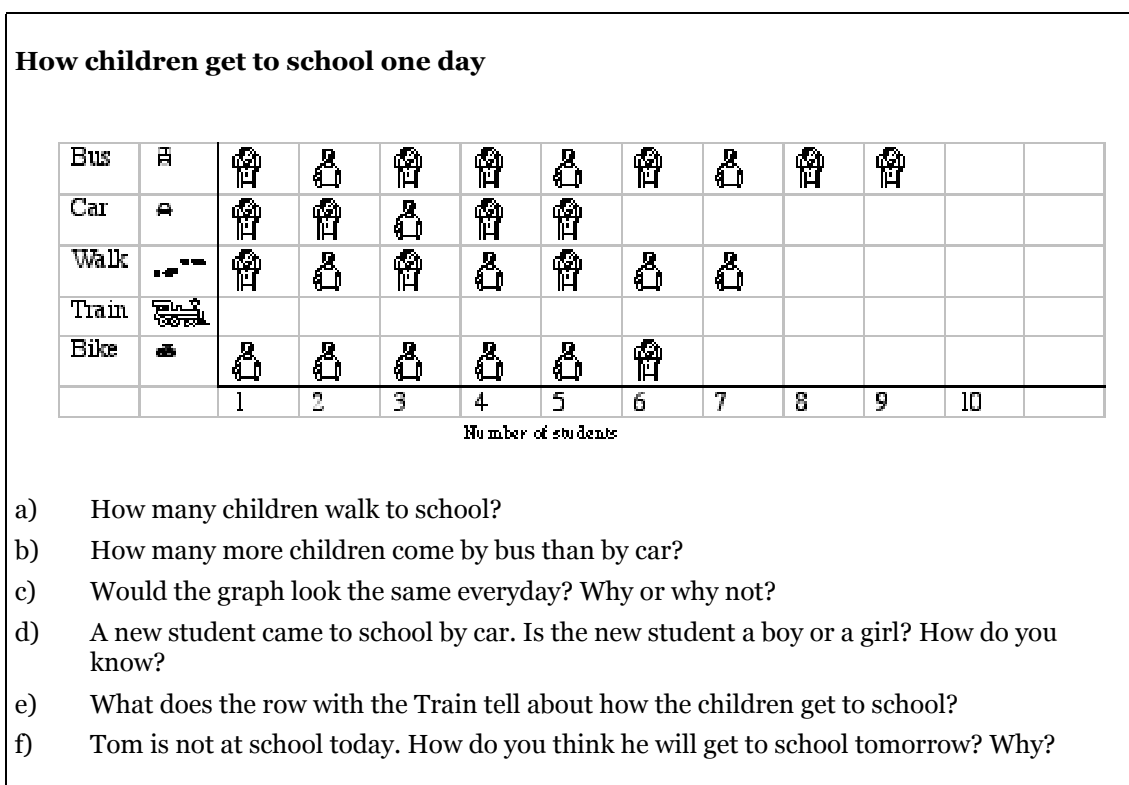 How children get to school one day
Bus
Car
Walk
Train
Bike
1 2 3 4 5 6 7 8 9 10
Number of students
a) How many children walk to school?
b) How many more children come by bus than by car?
c) Would the graph look the same everyday? Why or why not?
d) A new student came to school by car. Is the new student a boy or a girl? How do you
know?
e) What does the row with the Train tell about how the children get to school?
f) Tom is not at school today. How do you think he will get to school tomorrow? Why?